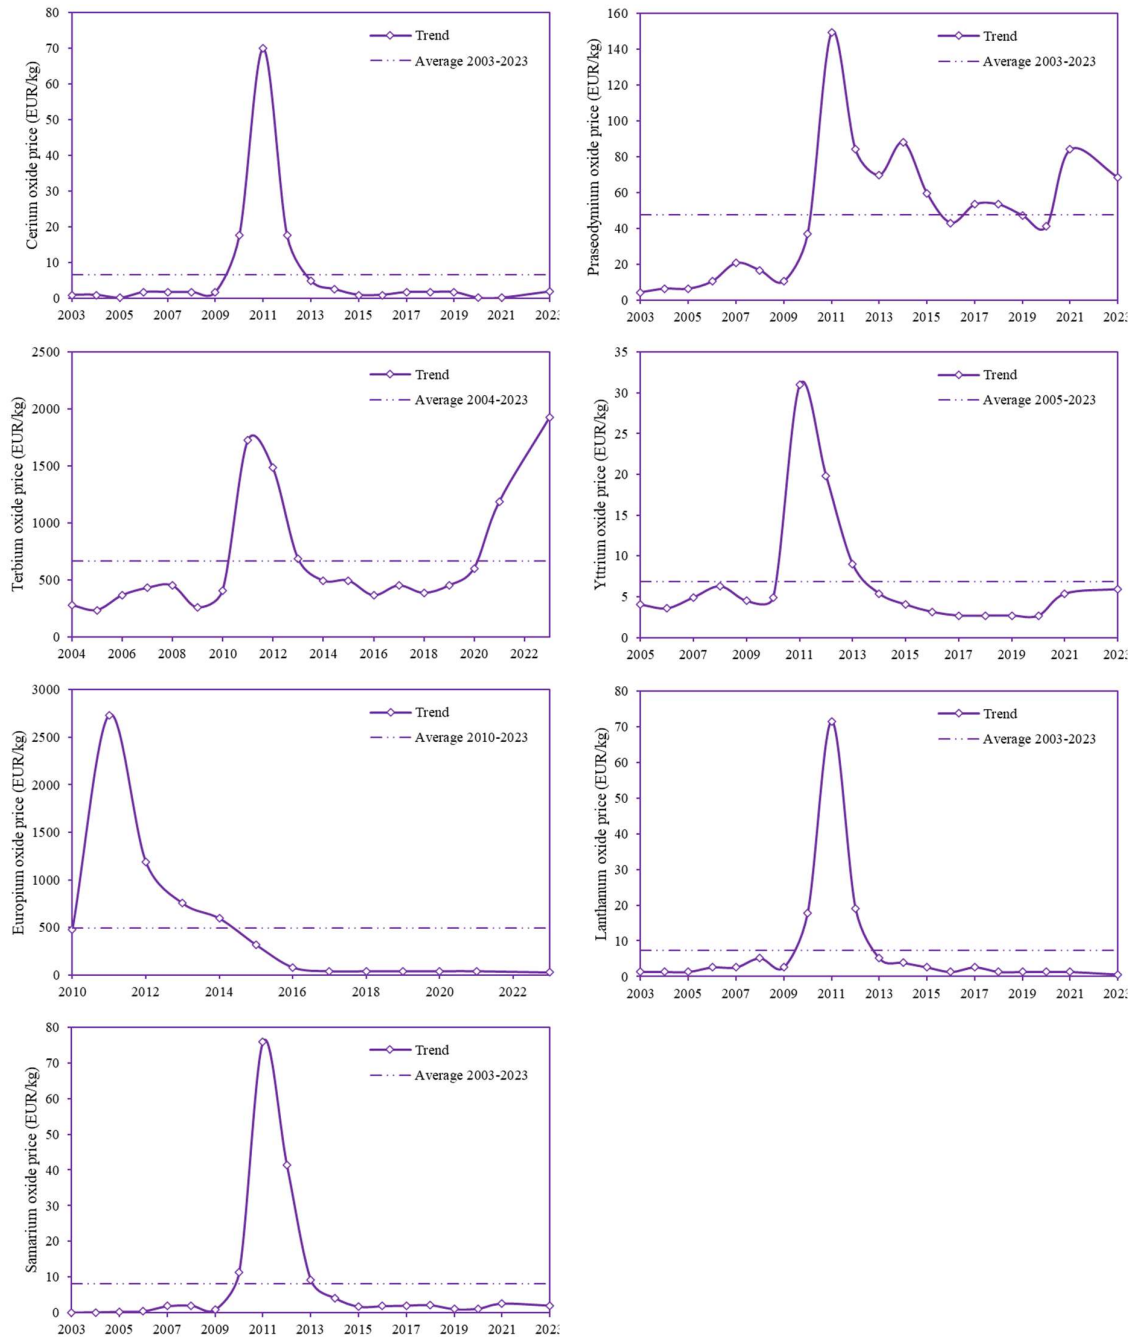 80
70
60
50
40
30
20
10
0
Cerium oxide price (EUR/kg)
Trend
Average 2003-2023
2003 2005 2007 2009 2011 2013 2015 2017 2019 2021 2023
160
140
120
100
80
60
40
20
0
Praseodymium oxide price (EUR/kg)
Trend
Average 2003-2023
2003 2005 2007 2009 2011 2013 2015 2017 2019 2021 2023
2500
2000
1500
1000
500
0
Terbium oxide price (EUR/kg)
Trend
Average 2004-2023
2004 2006 2008 2010 2012 2014 2016 2018 2020 2022
35
30
25
20
15
10
5
0
Yttrium oxide price (EUR/kg)
Trend
Average 2005-2023
2005 2007 2009 2011 2013 2015 2017 2019 2021 2023
3000
2500
2000
1500
1000
500
0
Europium oxide price (EUR/kg)
Trend
Average 2010-2023
2010 2012 2014 2016 2018 2020 2022
80
70
60
50
40
30
20
10
0
Lanthanum oxide price (EUR/kg)
Trend
Average 2003-2023
2003 2005 2007 2009 2011 2013 2015 2017 2019 2021 2023
80
70
60
50
40
30
20
10
0
Samarium oxide price (EUR/kg)
Trend
Average 2003-2023
2003 2005 2007 2009 2011 2013 2015 2017 2019 2021 2023